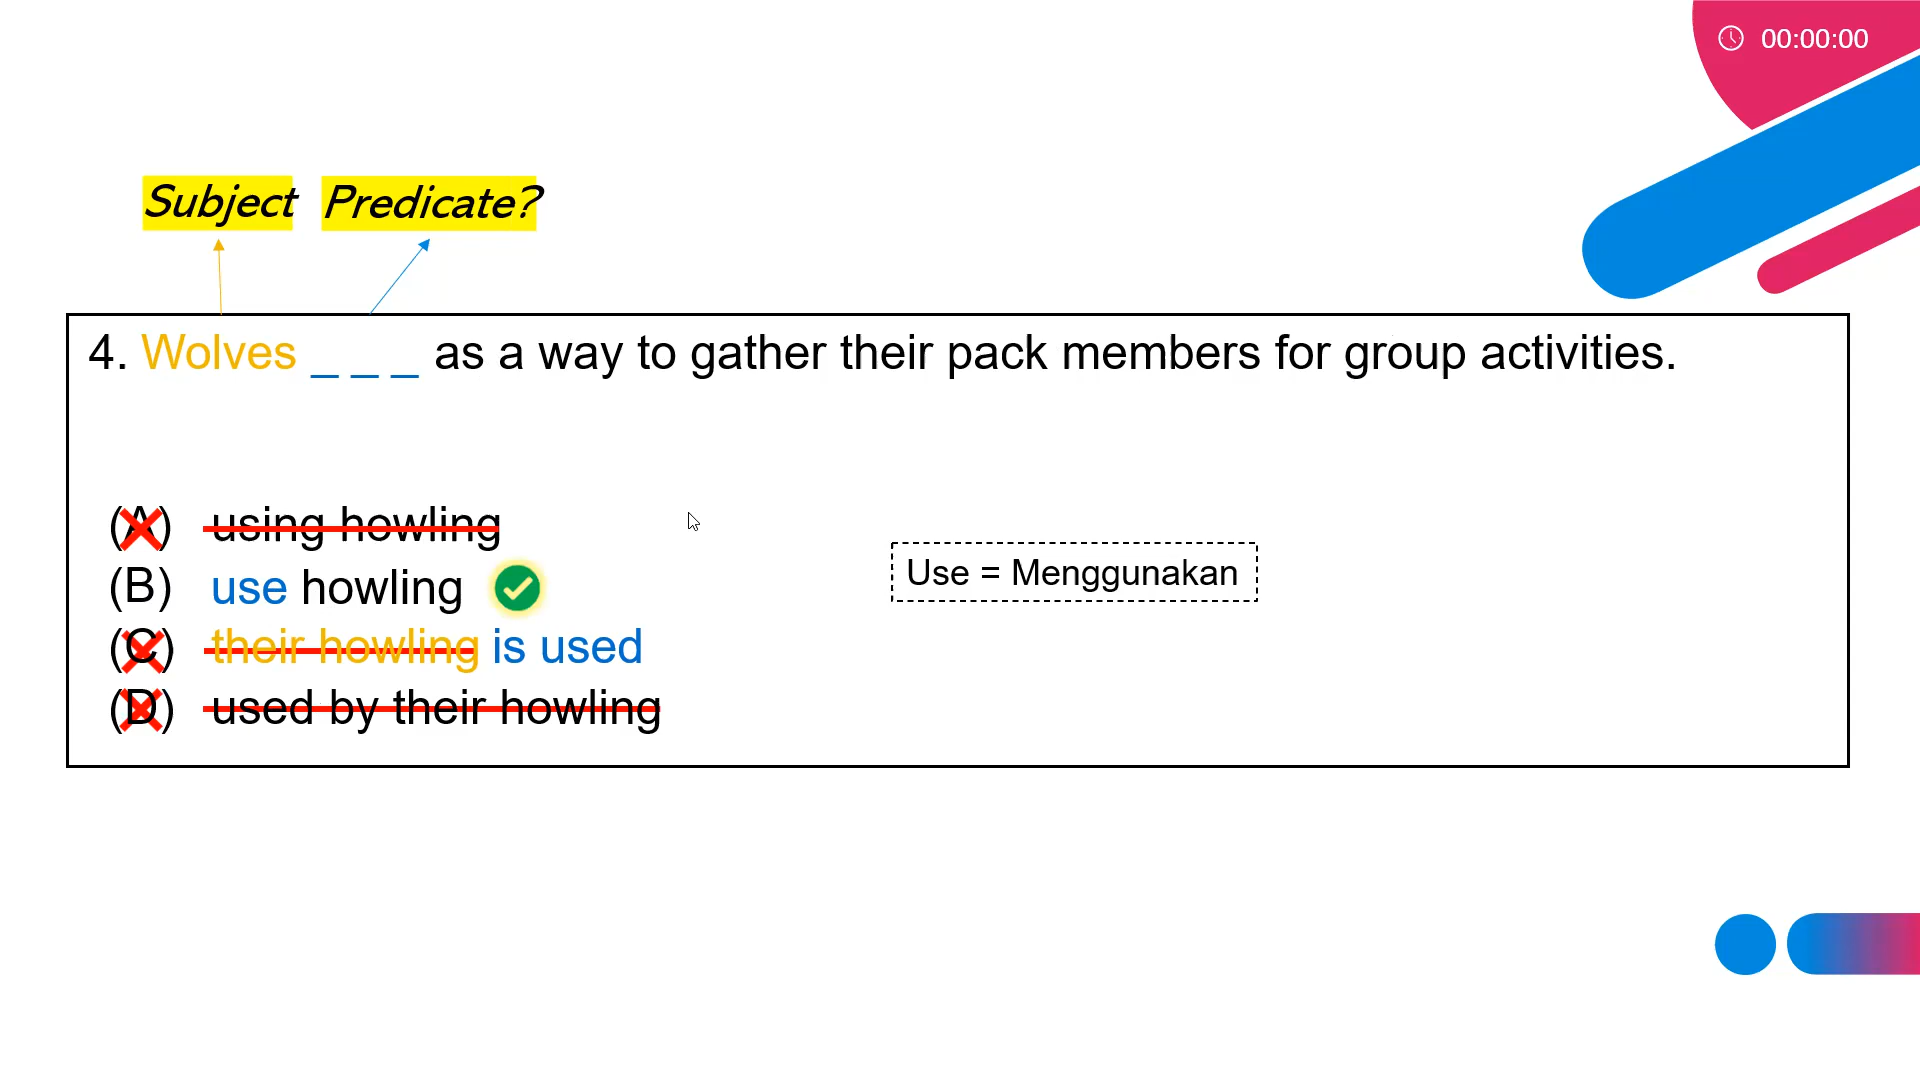 00:00:00
Subject Predicate?
4. Wolves _ _ _ as a way to gather their pack members for group activities.
(A) using howling
(B) use howling
Use = Menggunakan
(C) their howling is used
(D) used by their howling